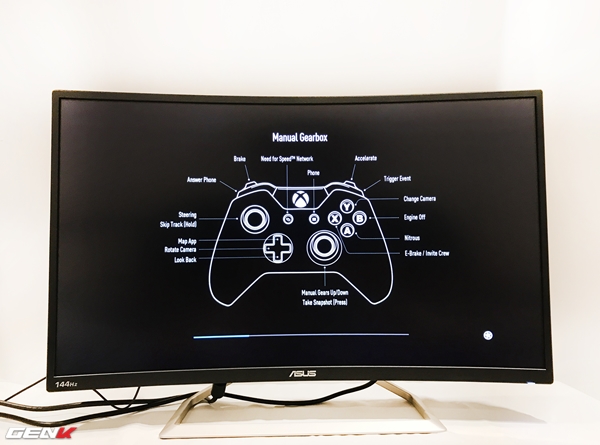 Manual Gearbox
Brake
Need for Speed™ Network
Accelerate
Answer Phone
Phone
Trigger Event
Change Camera
Steering
Skip Track (Hold)
Y
X
B
A
Engine Off
Nitrous
Map App
Rotate Camera
Look Back
E-Brake / Invite Crew
Manual Gears Up/Down
Take Snapshot (Press)
144Hz
ASUS
GENK